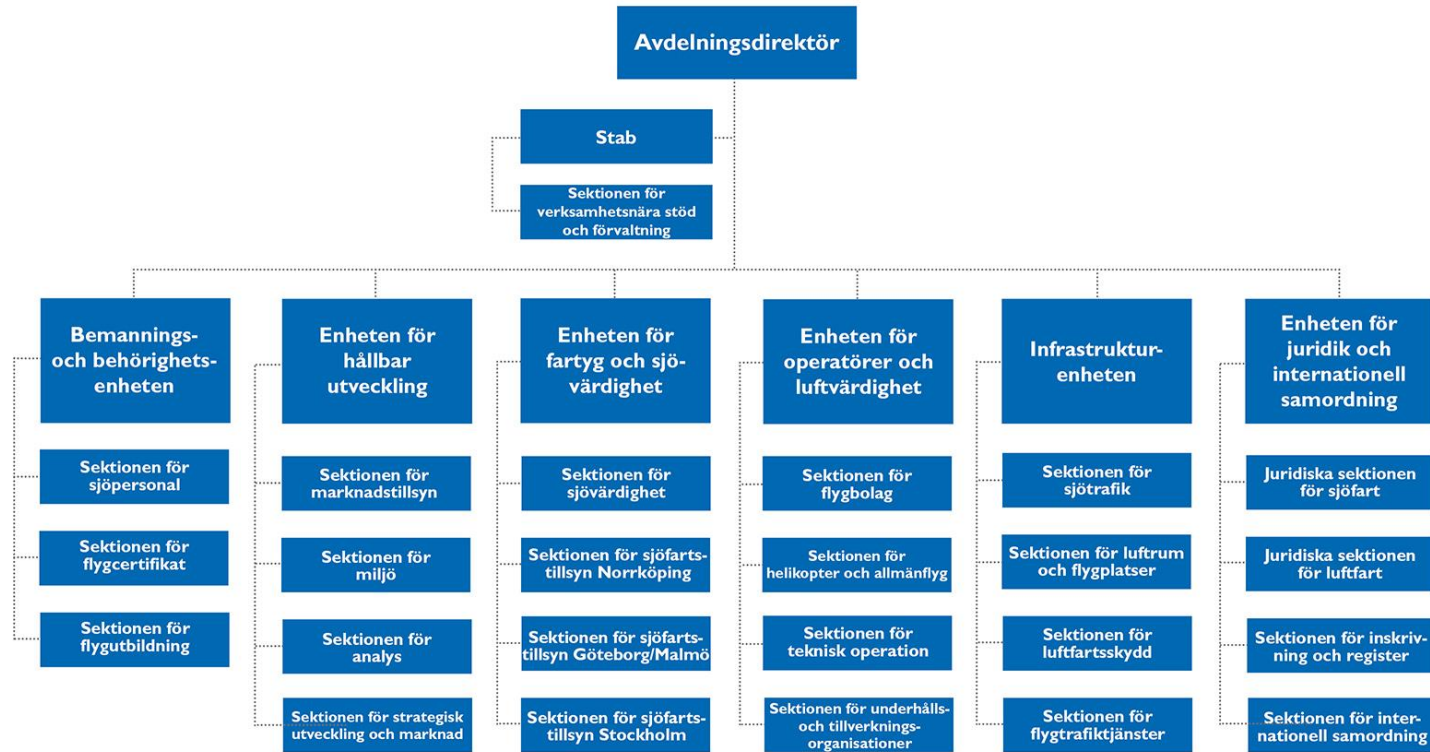 Avdelningsdirektör
Stab
Sektionen för
verksamhetsnära stöd
och förvaltning
Bemannings-
och behörighets-
enheten
Sektionen för
sjöpersonal
Sektionen för
flygcertifikat
Sektionen för
flygutbildning
Enheten för
hållbar
utveckling
Sektionen för
marknadstillsyn
Sektionen för
miljö
Sektionen för
analys
Sektionen för strategisk
utveckling och marknad
Enheten för
fartyg och sjö-
värdighet
Sektionen för
sjövärdighet
Sektionen för sjöfarts-
tillsyn Norrköping
Sektionen för sjöfarts-
tillsyn Göteborg/Malmö
Sektionen för sjöfarts-
tillsyn Stockholm
Enheten för
operatörer och
luftvärdighet
Sektionen för
flygbolag
Sektionen för
helikopter och allmänflyg
Sektionen för
teknisk operation
Sektionen för underhålls-
och tillverknings-
organisationer
Infrastruktur-
enheten
Sektionen för
sjötrafik
Sektionen för luftrum
och flygplatser
Sektionen för
luftfartsskydd
Sektionen för
flygtrafiktjänster
Enheten för
juridik och
internationell
samordning
Juridiska sektionen
för sjöfart
Juridiska sektionen
för luftfart
Sektionen för inskriv-
ning och register
Sektionen för inter-
nationell samordning